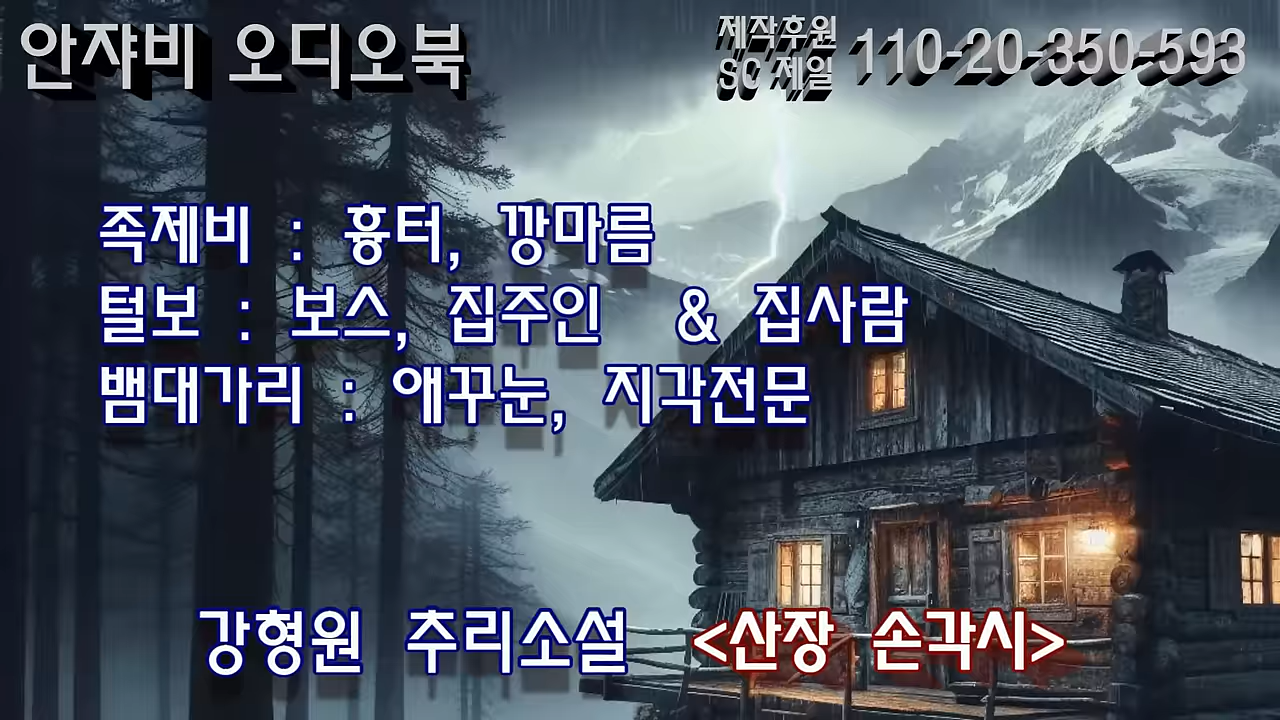 안쟈비 오디오북
제작후원
SC 제일
110-20-350-593
족제비 : 흉터, 깡마름
털보 : 보스, 집주인 & 집사람
뱀대가리 : 애꾸눈, 지각전문
강형원 추리소설 <산장 손각시>